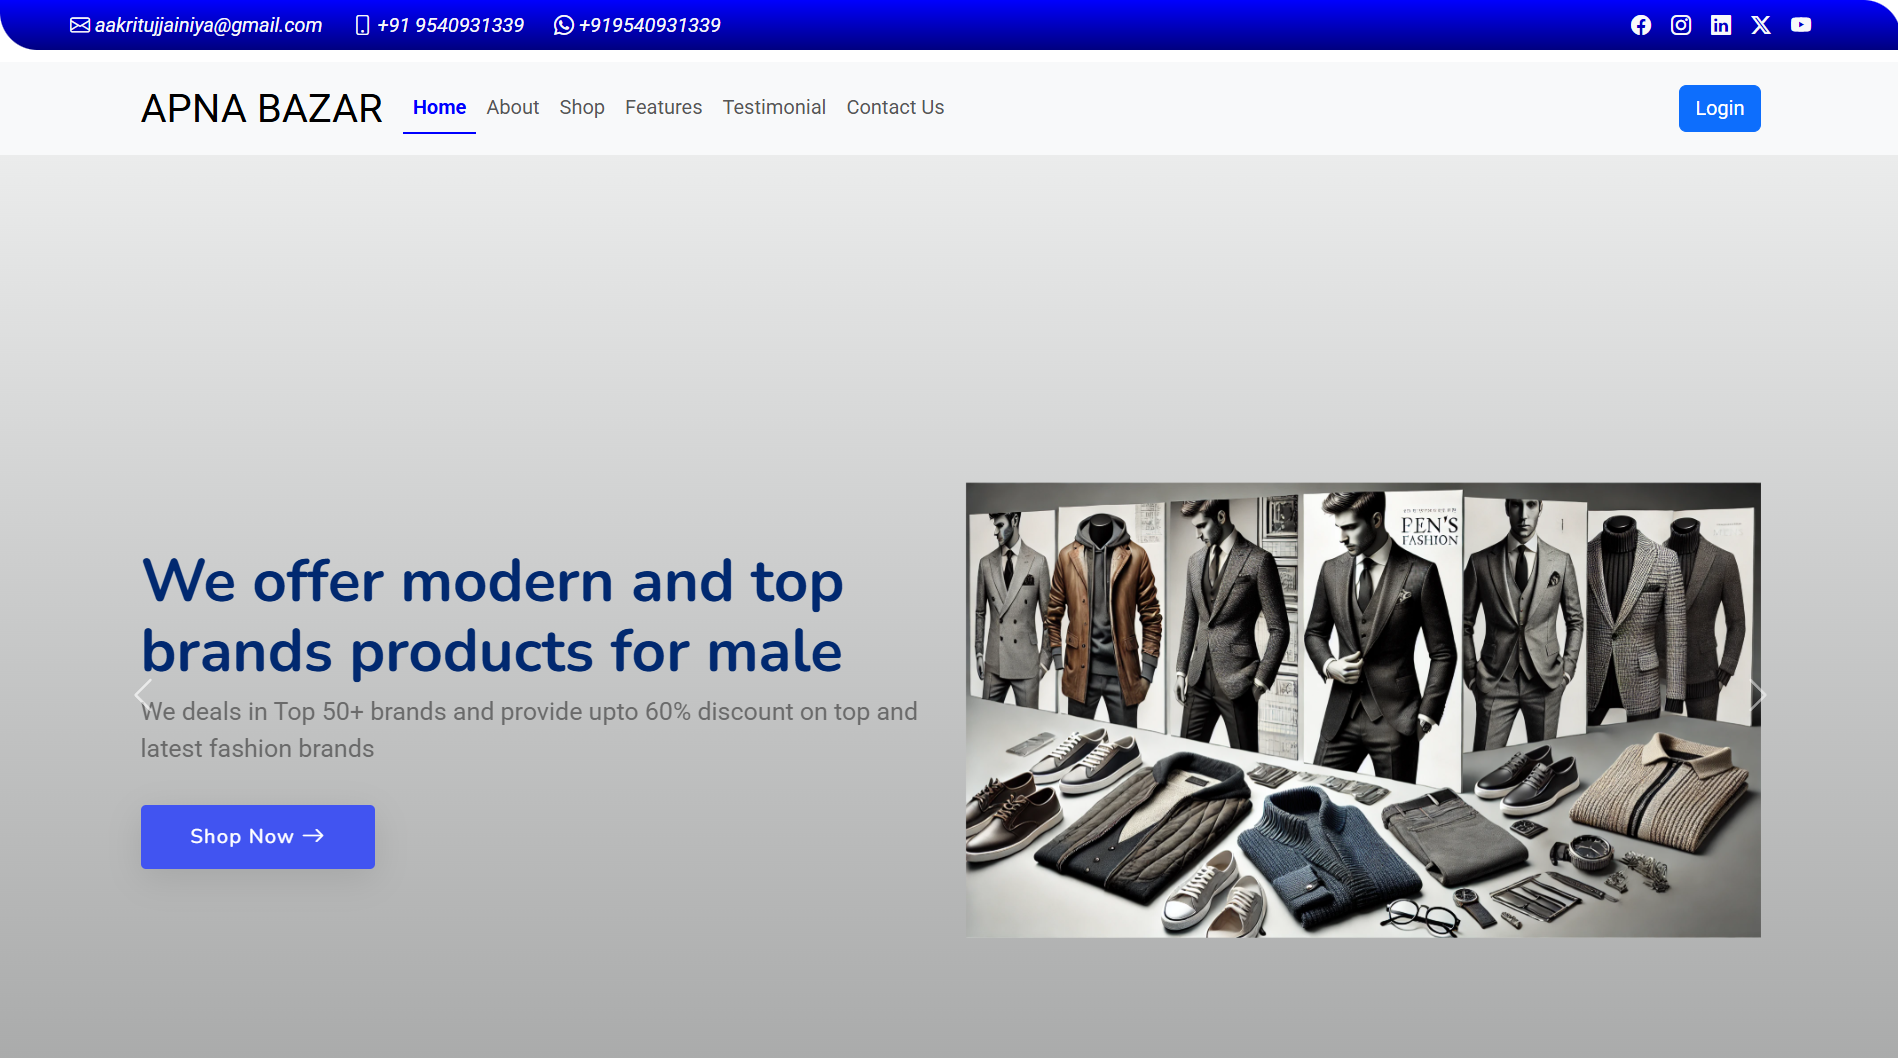 aakritujjainiya@gmail.com +91 9540931339 +919540931339
APNA BAZAR Home About Shop Features Testimonial Contact Us Login
PEN'S
FASHION
We offer modern and top
brands products for male
We deals in Top 50+ brands and provide upto 60% discount on top and
latest fashion brands
Shop Now